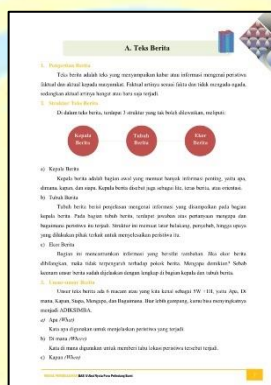 A. Teks Berita
1. Pengertian Berita
Teks berita adalah teks yang menyampaikan kabar atau informasi mengenai peristiwa
faktual dan aktual kepada masyarakat. Faktual artinya sesuai fakta dan tidak mengada-ngada,
sedangkan aktual artinya hangat atau baru saja terjadi.
2. Struktur Teks Berita
Di dalam teks berita, terdapat 3 struktur yang tak boleh dilewatkan, meliputi:
Kepala
Berita
Tubuh
Berita
Ekor
Berita
a) Kepala Berita
Kepala berita adalah bagian awal yang memuat banyak informasi penting, yaitu apa,
dimana, kapan, dan siapa. Kepala berita disebut juga sebagai lite, teras berita, atau orientasi.
b) Tubuh Berita
Tubuh berita berisi penjelasan mengenai informasi yang disampaikan pada bagian
kepala berita. Pada bagian tubuh berita, terdapat jawaban atas pertanyaan mengapa dan
bagaimana peristiwa itu terjadi. Struktur ini memuat latar belakang, penyebab, hingga upaya
yang dilakukan pihak terkait untuk menyelesaikan peristiwa itu.
c) Ekor Berita
Bagian ini mencantumkan informasi yang bersifat tambahan. Jika ekor berita
dihilangkan, maka tidak terpengaruh terhadap pokok berita. Mengapa demikian? Sebab
keenam unsur berita sudah dijelaskan dengan lengkap di bagian kepala dan tubuh berita.
3. Unsur-unsur Berita
Unsur teks berita ada 6 macam atau yang kita kenal sebagai 5W +1H, yaitu Apa, Di
mana, Kapan, Siapa, Mengapa, dan Bagaimana. Biar lebih gampang, kamu bisa menyingkatnya
menjadi ADIKSIMBA.
a) Apa (What)
Kata apa digunakan untuk menjelaskan peristiwa yang terjadi.
b) Di mana (Where)
Kata di mana digunakan untuk memberi tahu lokasi peristiwa tersebut terjadi.
c) Kapan (When)